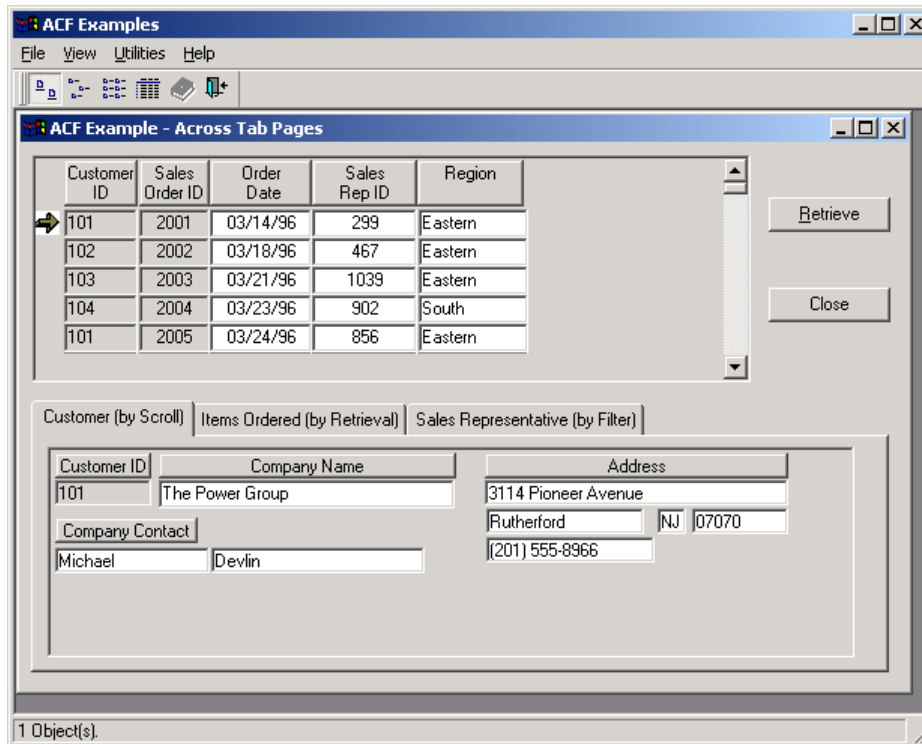 ACF Examples
File View Utilities Help
ACF Example - Across Tab Pages
Customer ID Sales Order ID Order Date Sales Rep ID Region
101 2001 03/14/96 299 Eastern
102 2002 03/18/96 467 Eastern
103 2003 03/21/96 1039 Eastern
104 2004 03/23/96 902 South
101 2005 03/24/96 856 Eastern
Retrieve
Close
Customer (by Scroll) Items Ordered (by Retrieval) Sales Representative (by Filter)
Customer ID Company Name Address
101 The Power Group 3114 Pioneer Avenue
Rutherford NJ 07070
Company Contact
(201) 555-8966
Michael Devlin
1 Object(s).